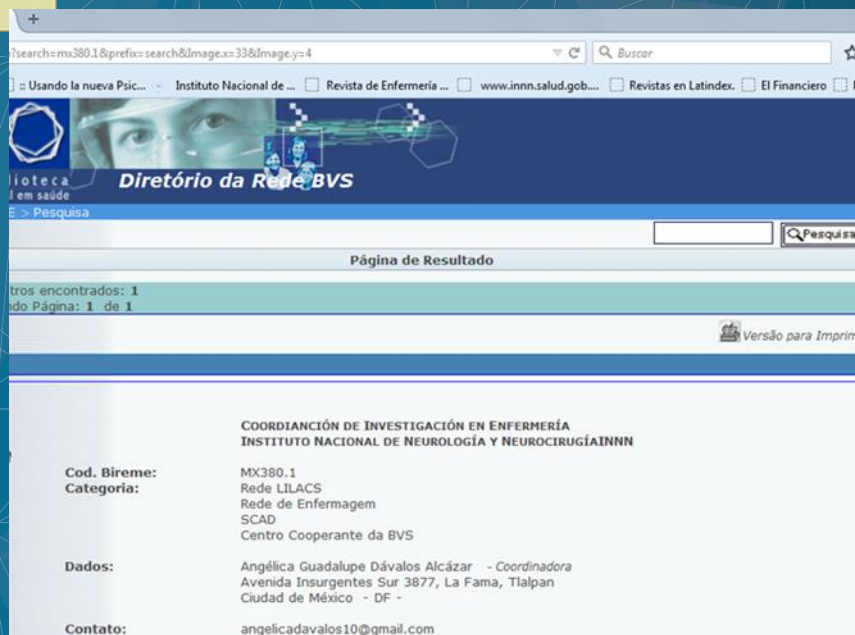 +
?search=mx380.1&prefix=search&Image.x=33&Image.y=4
Buscar
:: Usando la nueva Psic... Instituto Nacional de ... Revista de Enfermería ... www.innn.salud.gob.... Revistas en Latindex. El Financiero
lioteca
l em saúde
Diretório da Rede BVS
E > Pesquisa
Pesquisa
Página de Resultado
tros encontrados: 1
ndo Página: 1 de 1
Versão para Imprim
COORDIANCIÓN DE INVESTIGACIÓN EN ENFERMERÍA
INSTITUTO NACIONAL DE NEUROLOGÍA Y NEUROCIRUGÍAINNN
Cod. Bireme: MX380.1
Categoria: Rede LILACS
Rede de Enfermagem
SCAD
Centro Cooperante da BVS
Dados: Angélica Guadalupe Dávalos Alcázar - Coordinadora
Avenida Insurgentes Sur 3877, La Fama, Tlalpan
Ciudad de México - DF -
Contato: angelicadavalos10@gmail.com